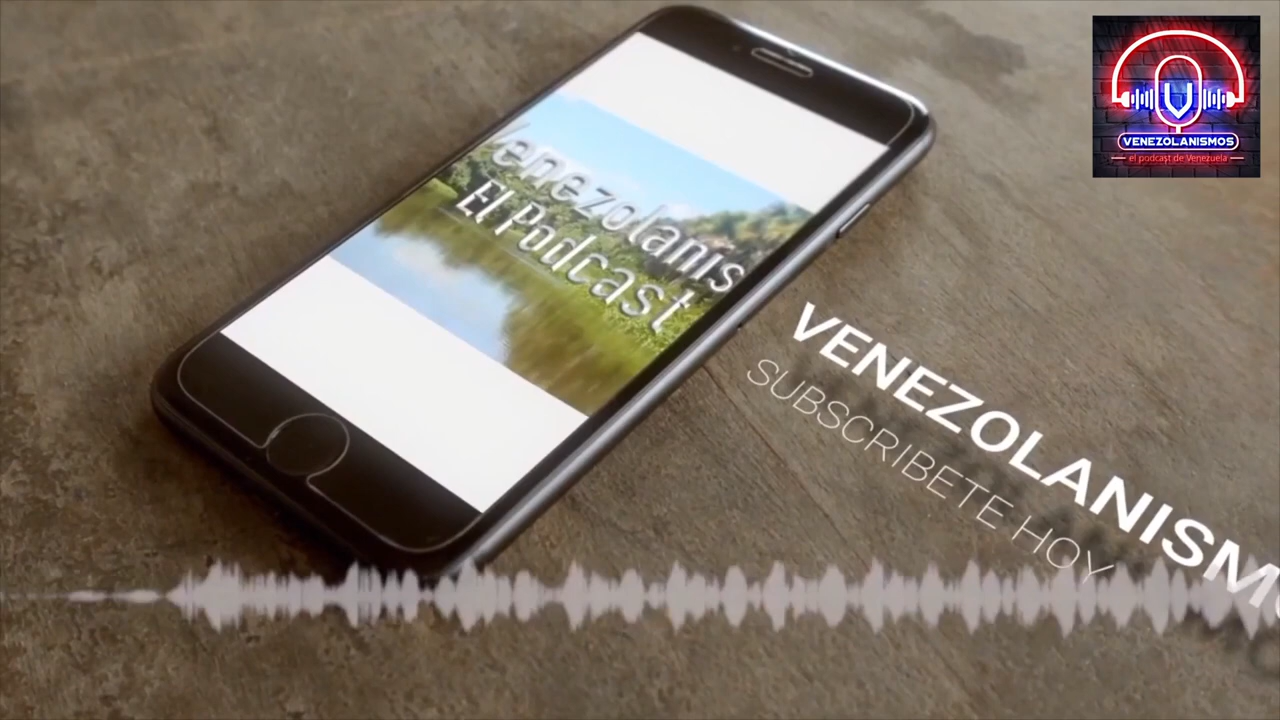 VENEZOLANISMOS
el podcast de Venezuela
Venezolanis
El Podcast
VENEZOLANISM
SUBSCRIBETE HOY